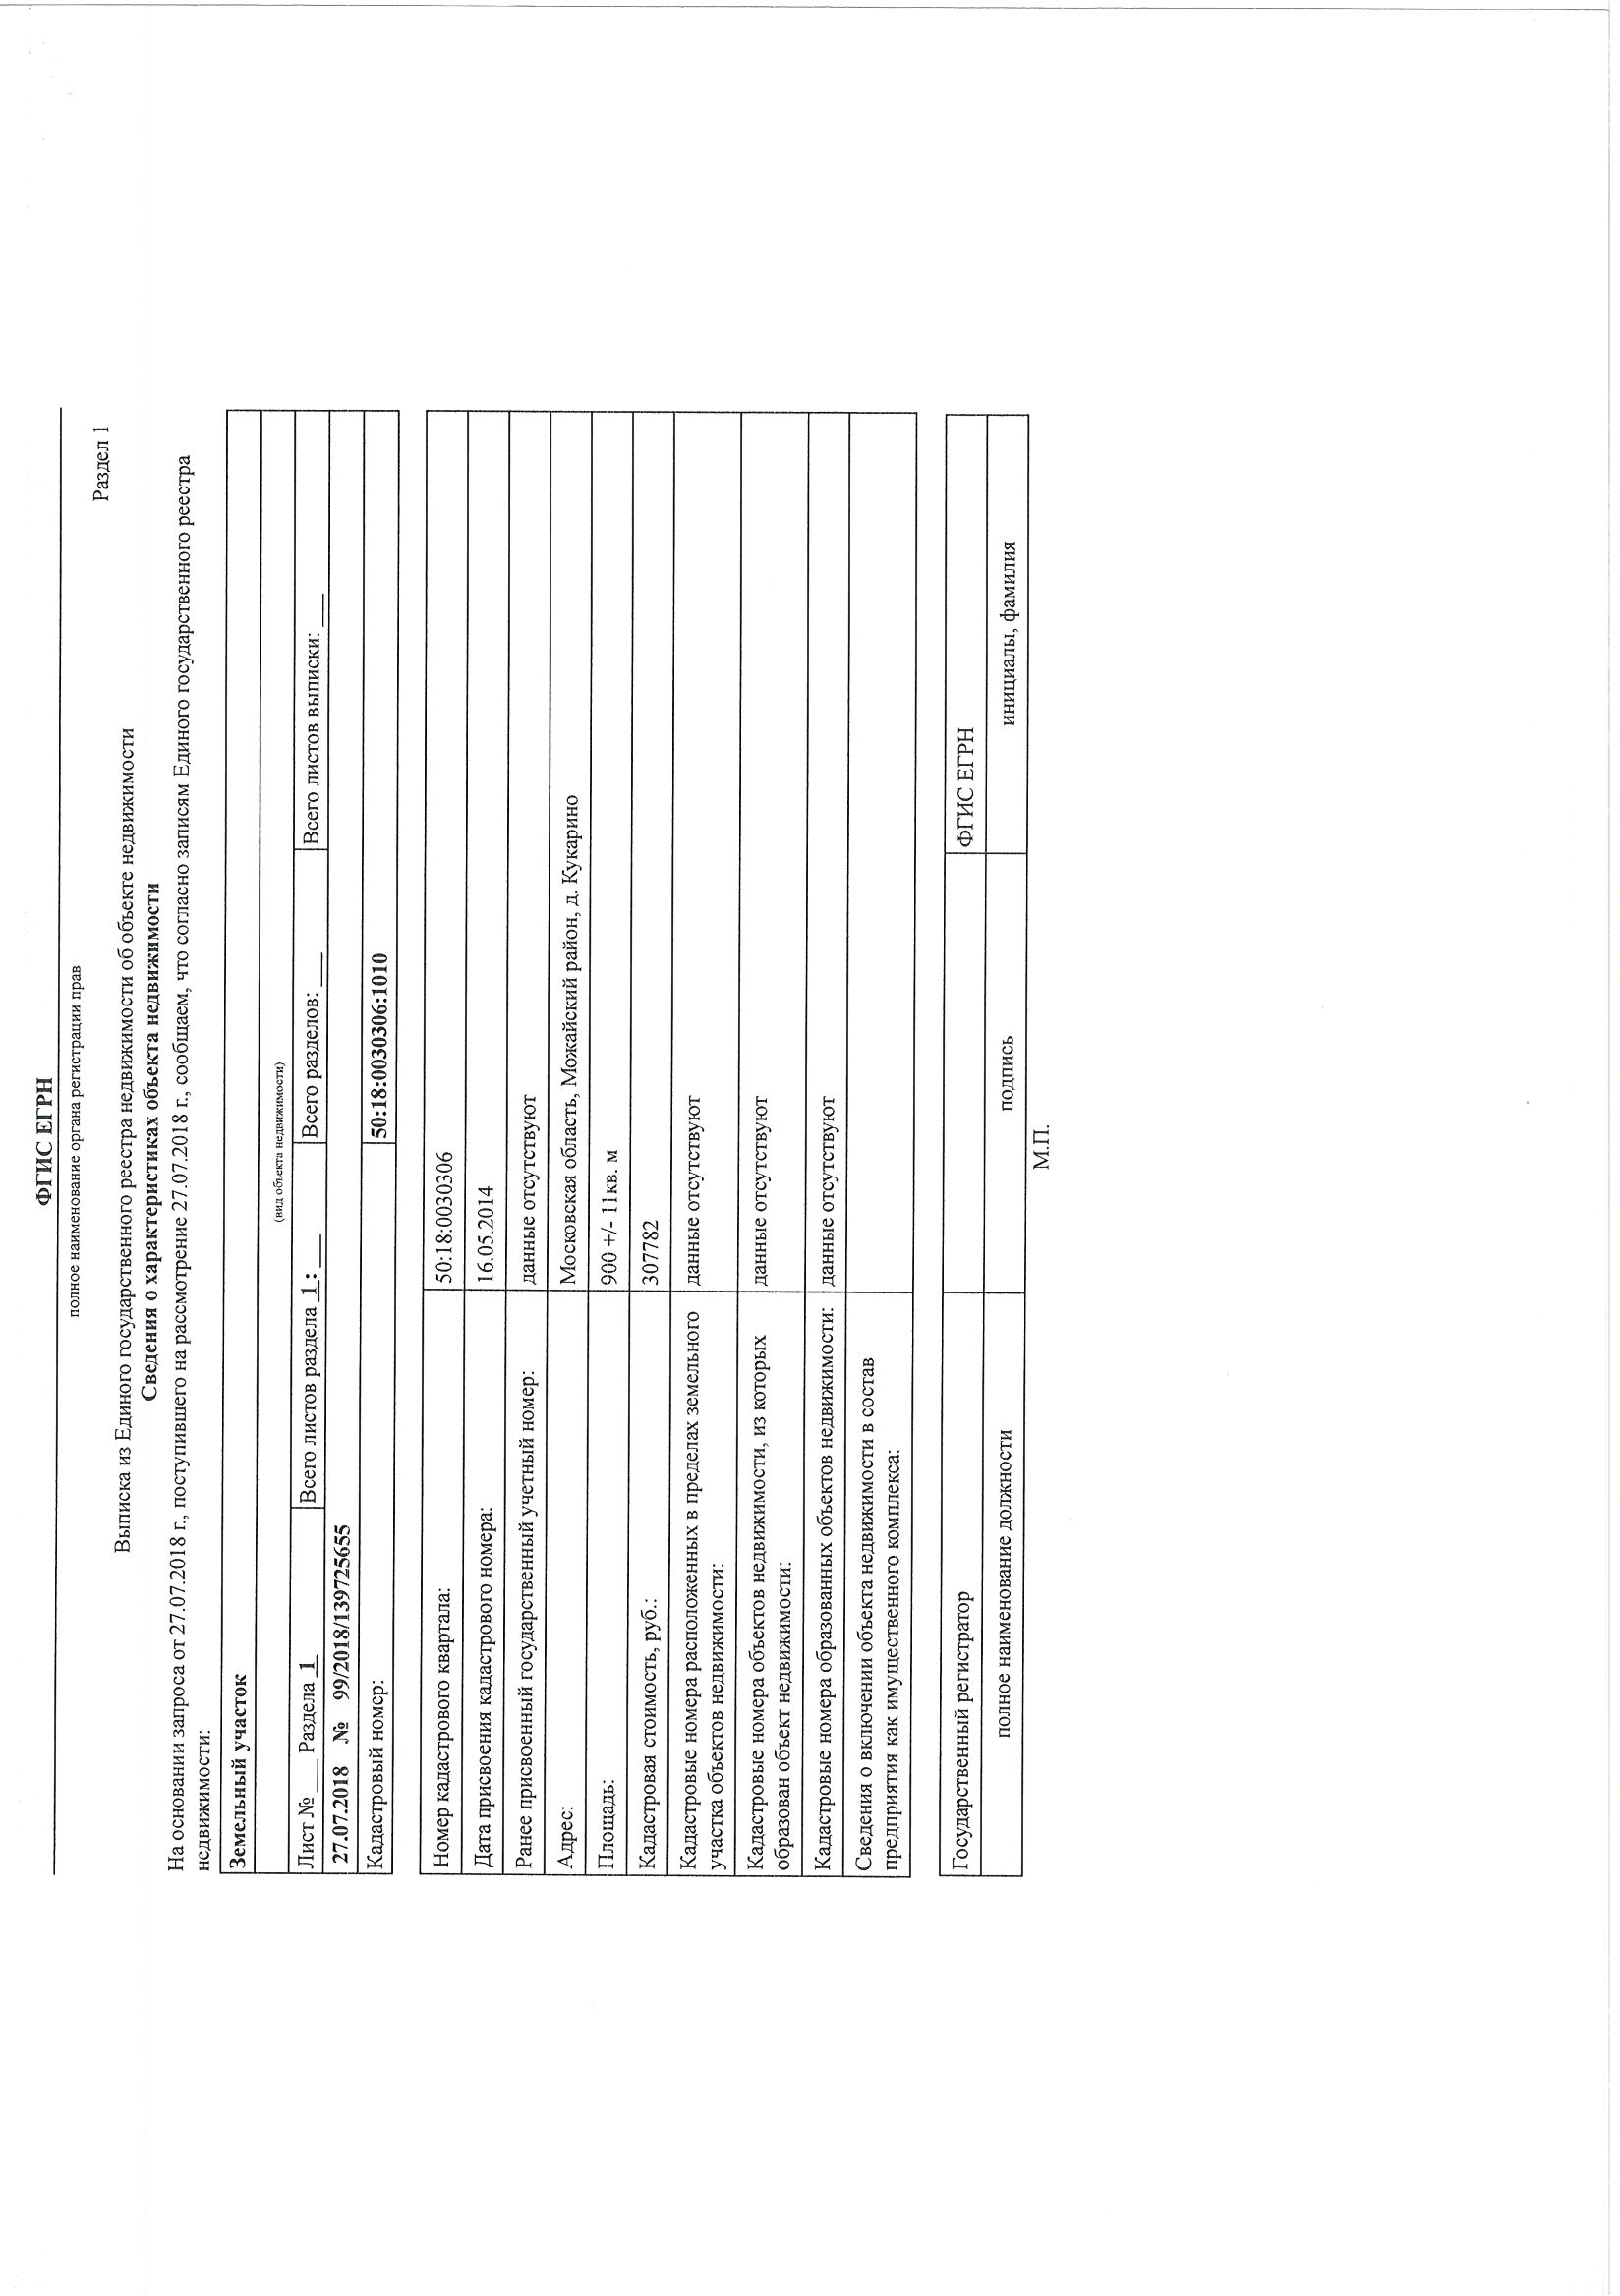 ФГИС ЕГРН
полное наименование органа регистрации прав
Раздел 1
Выписка из Единого государственного реестра недвижимости об объекте недвижимости
Сведения о характеристиках объекта недвижимости
На основании запроса от 27.07.2018 г., поступившего на рассмотрение 27.07.2018 г., сообщаем, что согласно записям Единого государственного реестра
недвижимости:
Земельный участок
(вид объекта недвижимости)
Лист № ___ Раздела 1 Всего листов раздела 1 : ___ Всего разделов: ___ Всего листов выписки: ___
27.07.2018 № 99/2018/139725655
Кадастровый номер: 50:18:0030306:1010
Номер кадастрового квартала: 50:18:0030306
Дата присвоения кадастрового номера: 16.05.2014
Ранее присвоенный государственный учетный номер: данные отсутствуют
Адрес: Московская область, Можайский район, д. Кукарино
Площадь: 900 +/- 11кв. м
Кадастровая стоимость, руб.: 307782
Кадастровые номера расположенных в пределах земельного
участка объектов недвижимости: данные отсутствуют
Кадастровые номера объектов недвижимости, из которых
образован объект недвижимости: данные отсутствуют
Кадастровые номера образованных объектов недвижимости: данные отсутствуют
Сведения о включении объекта недвижимости в состав
предприятия как имущественного комплекса:
Государственный регистратор ФГИС ЕГРН
полное наименование должности подпись инициалы, фамилия
М.П.